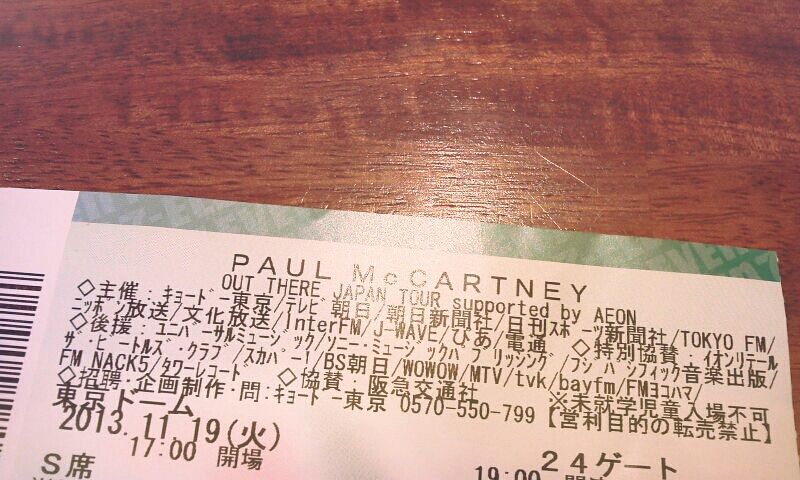 PAUL McCARTNEY
OUT THERE JAPAN TOUR supported by AEON
◇主催:ｷｮｰﾄﾞｰ東京/ﾃﾚﾋﾞ朝日/朝日新聞社/日刊ｽﾎﾟｰﾂ新聞社/TOKYO FM/
ﾆｯﾎﾟﾝ放送/文化放送/InterFM/J-WAVE/ぴあ/電通 ◇特別協賛:ｲｵﾝﾘﾃｰﾙ
◇後援:ﾕﾆﾊﾞｰｻﾙﾐｭｰｼﾞｯｸ/ｿﾆｰ･ﾐｭｰｼﾞｯｸﾊﾟﾌﾞﾘｯｼﾝｸﾞ/ﾌｼﾞﾊﾟｼﾌｨｯｸ音楽出版/
ｻﾞ･ﾋﾞｰﾄﾙｽﾞ･ｸﾗﾌﾞ/ｽｶﾊﾟｰ!/BS朝日/WOWOW/MTV/tvk/bayfm/FMﾖｺﾊﾏ/
FM NACK5/ﾀﾜｰﾚｺｰﾄﾞ ◇協賛:阪急交通社 ※未就学児童入場不可
◇招聘･企画制作･問:ｷｮｰﾄﾞｰ東京 0570-550-799【営利目的の転売禁止】
東京ドーム
2013.11.19(火)
17:00 開場 24ゲート
S席 19:00